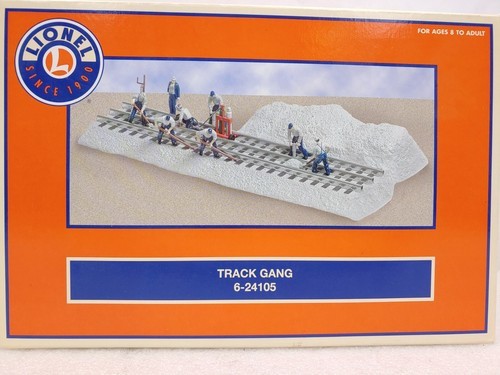 FOR AGES 8 TO ADULT
LIONEL
L
SINCE 1900
TRACK GANG
6-24105